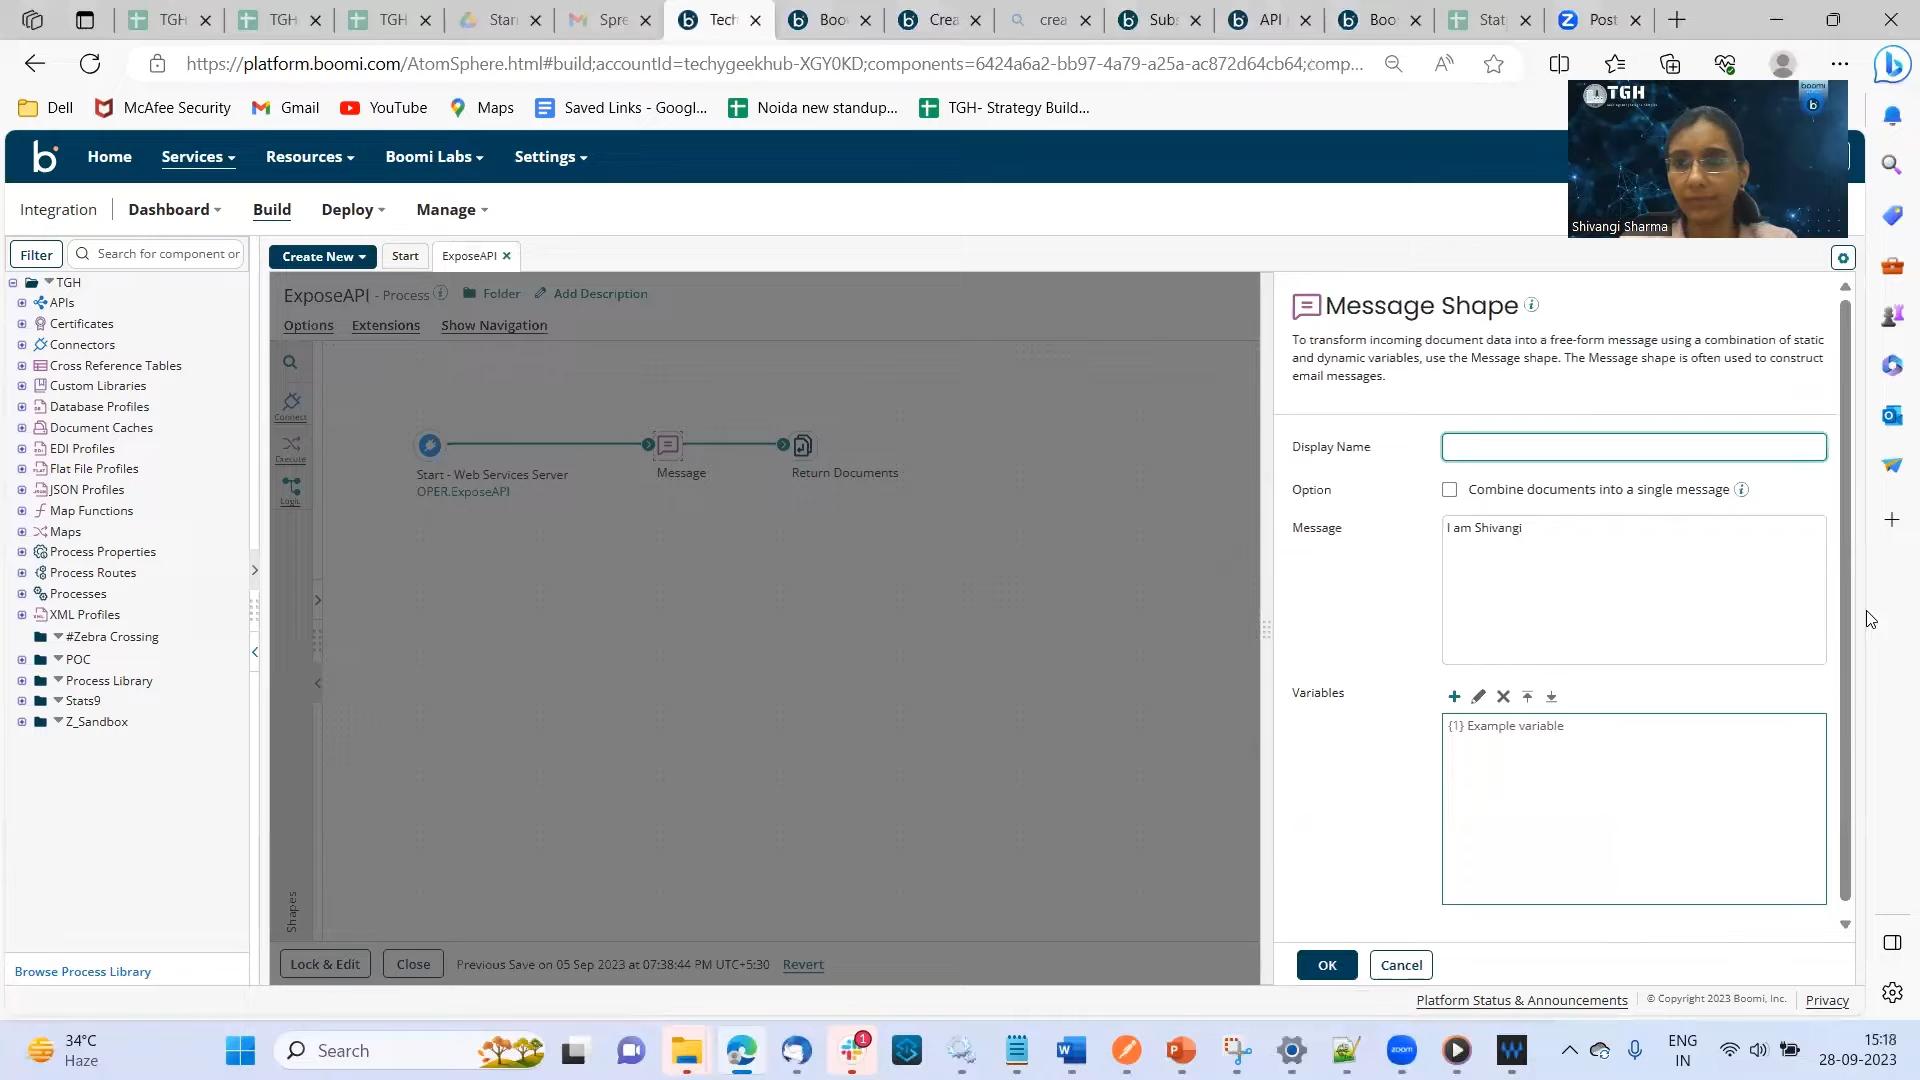 TGH
TGH
TGH
Star
Spre
Tech
Boo
Crea
crea
Subs
API
Boo
Stat
Post
https://platform.boomi.com/AtomSphere.html#build;accountId=techygeekhub-XGY0KD;components=6424a6a2-bb97-4a79-a25a-ac872d64cb64;comp...
Dell
McAfee Security
Gmail
YouTube
Maps
Saved Links - Googl...
Noida new standup...
TGH- Strategy Build...
TGH
boomi
b
Shivangi Sharma
b
Home
Services
Resources
Boomi Labs
Settings
Integration
Dashboard
Build
Deploy
Manage
Filter
Search for component or
Create New
Start
ExposeAPI
TGH
APIs
Certificates
Connectors
Cross Reference Tables
Custom Libraries
Database Profiles
Document Caches
EDI Profiles
Flat File Profiles
JSON Profiles
Map Functions
Maps
Process Properties
Process Routes
Processes
XML Profiles
#Zebra Crossing
POC
Process Library
Stats9
Z_Sandbox
Browse Process Library
ExposeAPI - Process
Folder
Add Description
Options
Extensions
Show Navigation
Connect
Execute
Logic
Shapes
Start - Web Services Server
OPER.ExposeAPI
Message
Return Documents
Lock & Edit
Close
Previous Save on 05 Sep 2023 at 07:38:44 PM UTC+5:30
Revert
Message Shape
To transform incoming document data into a free-form message using a combination of static
and dynamic variables, use the Message shape. The Message shape is often used to construct
email messages.
Display Name
Option
Combine documents into a single message
Message
I am Shivangi
Variables
{1} Example variable
OK
Cancel
Platform Status & Announcements
© Copyright 2023 Boomi, Inc.
Privacy
34°C
Haze
Search
1
zoom
ENG
IN
15:18
28-09-2023